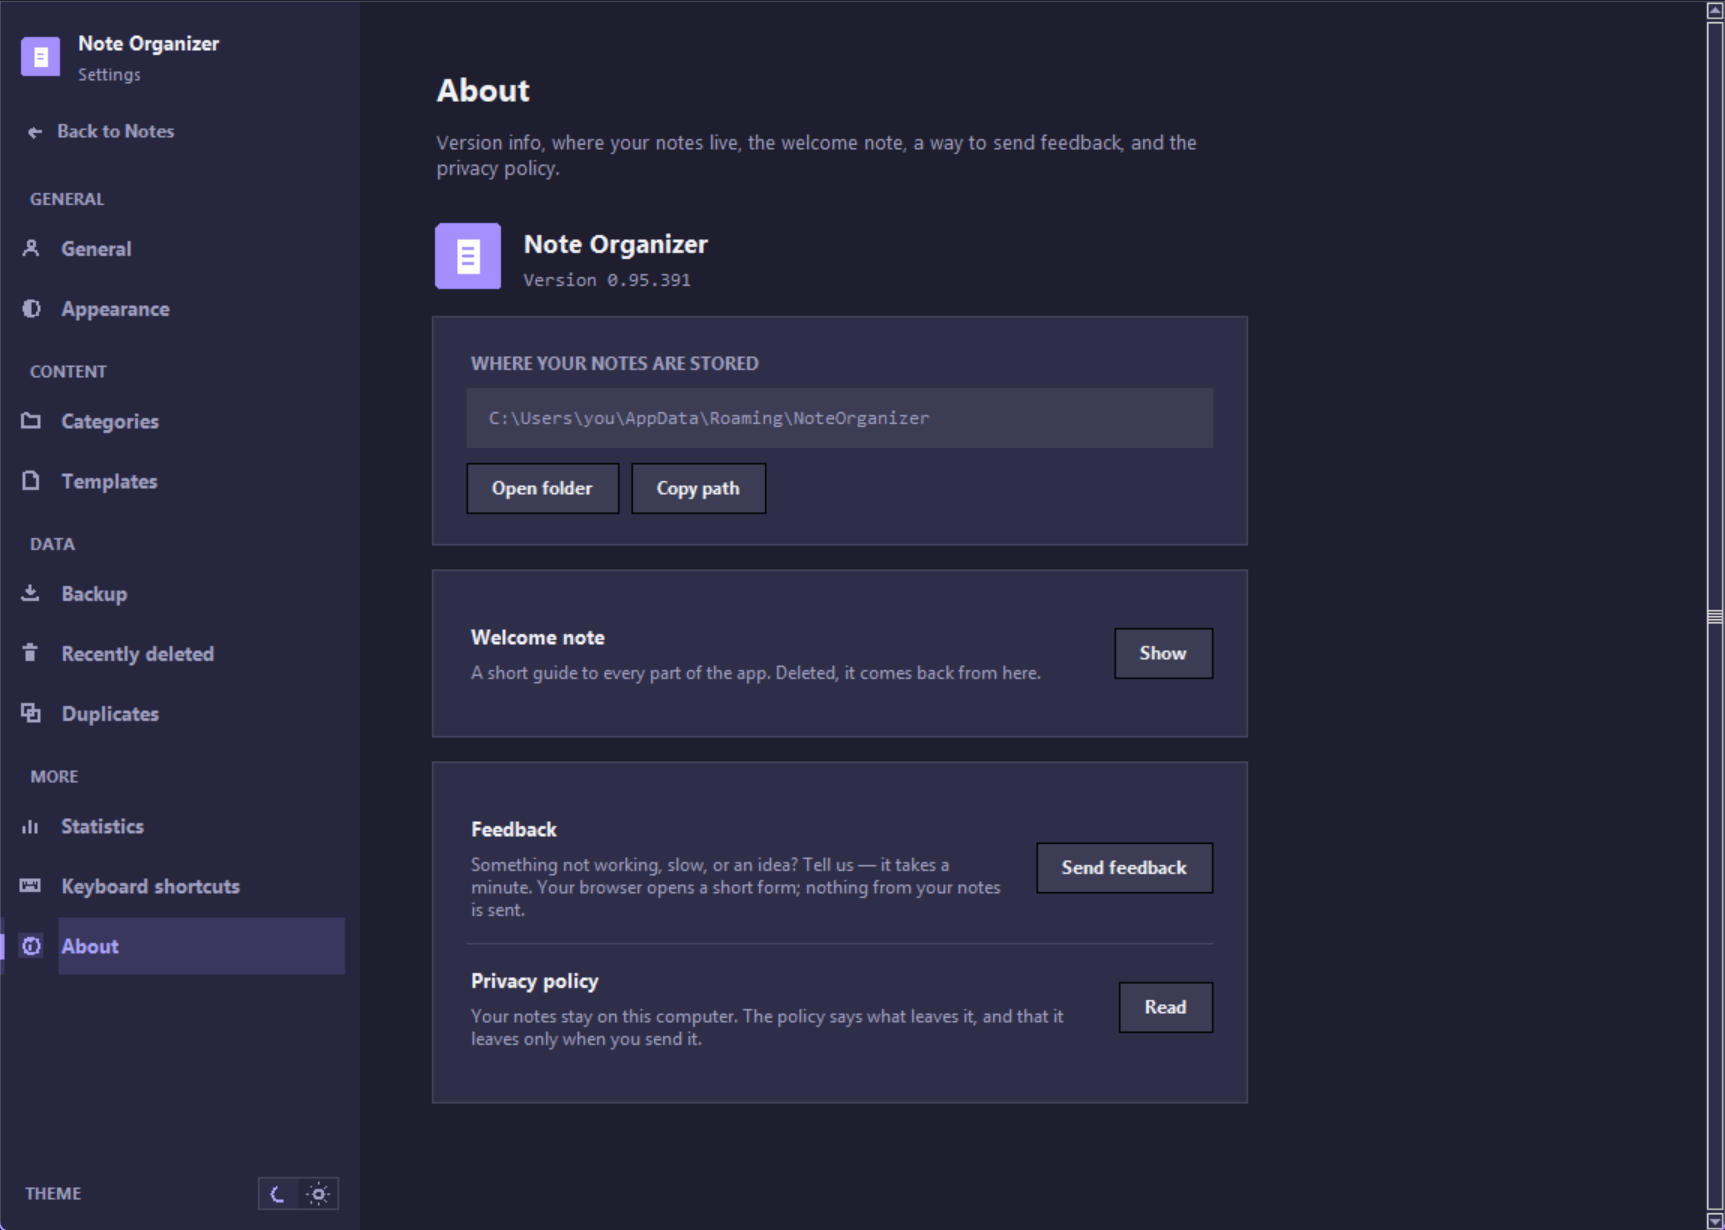 Note Organizer
Settings
Back to Notes
GENERAL
General
Appearance
CONTENT
Categories
Templates
DATA
Backup
Recently deleted
Duplicates
MORE
Statistics
Keyboard shortcuts
About
THEME
About
Version info, where your notes live, the welcome note, a way to send feedback, and the
privacy policy.
Note Organizer
Version 0.95.391
WHERE YOUR NOTES ARE STORED
C:\Users\you\AppData\Roaming\NoteOrganizer
Open folder
Copy path
Welcome note
A short guide to every part of the app. Deleted, it comes back from here.
Show
Feedback
Something not working, slow, or an idea? Tell us — it takes a
minute. Your browser opens a short form; nothing from your notes
is sent.
Send feedback
Privacy policy
Your notes stay on this computer. The policy says what leaves it, and that it
leaves only when you send it.
Read